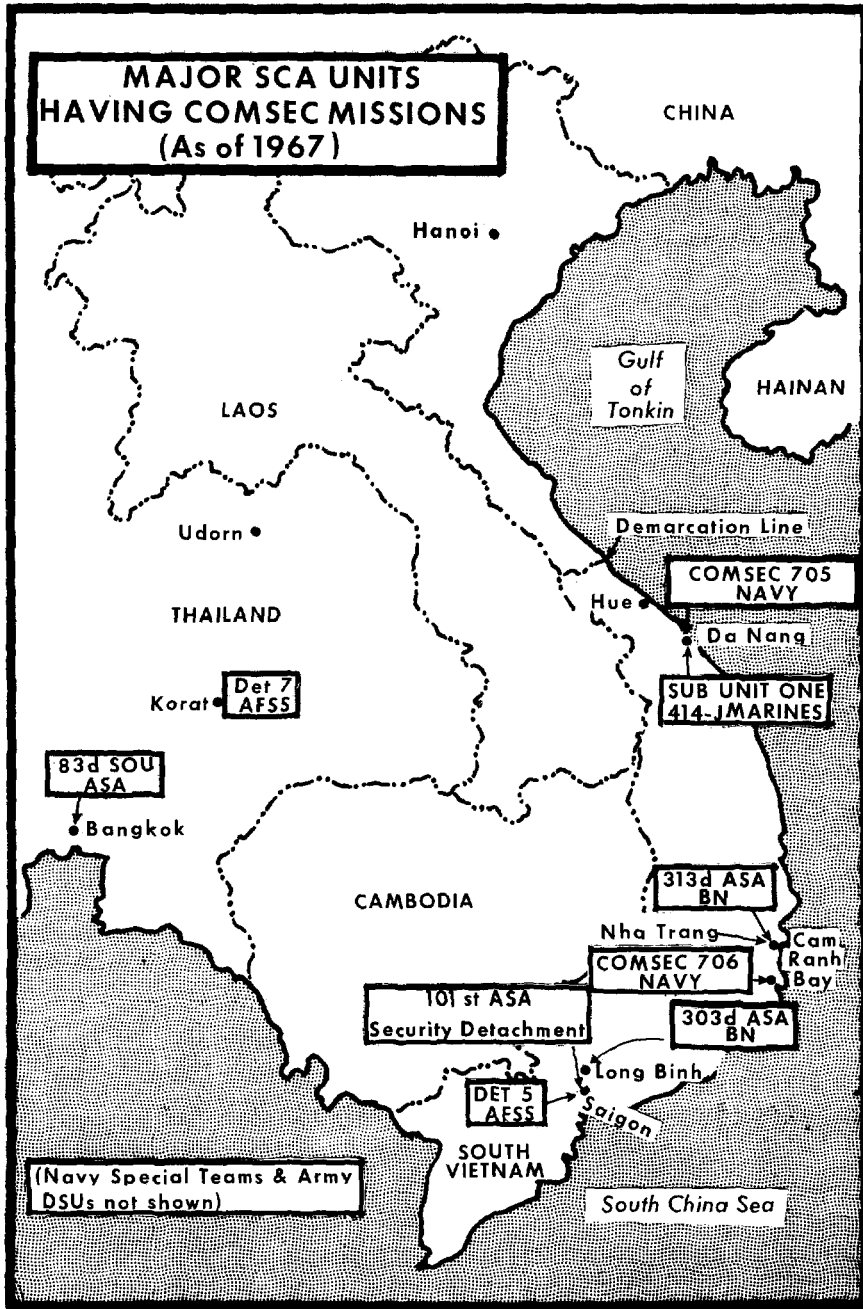 MAJOR SCA UNITS
HAVING COMSEC MISSIONS
(As of 1967)
CHINA
Hanoi
Gulf
of
Tonkin
HAINAN
LAOS
Udorn
Demarcation Line
COMSEC 705
NAVY
Hue
THAILAND
Da Nang
Korat
Det 7
AFSS
SUB UNIT ONE
414-J MARINES
83d SOU
ASA
Bangkok
313d ASA
BN
CAMBODIA
Nha Trang
Cam
Ranh
Bay
COMSEC 706
NAVY
101 st ASA
Security Detachment
303d ASA
BN
Long Binh
DET 5
AFSS
Saigon
SOUTH
VIETNAM
(Navy Special Teams & Army
DSUs not shown)
South China Sea